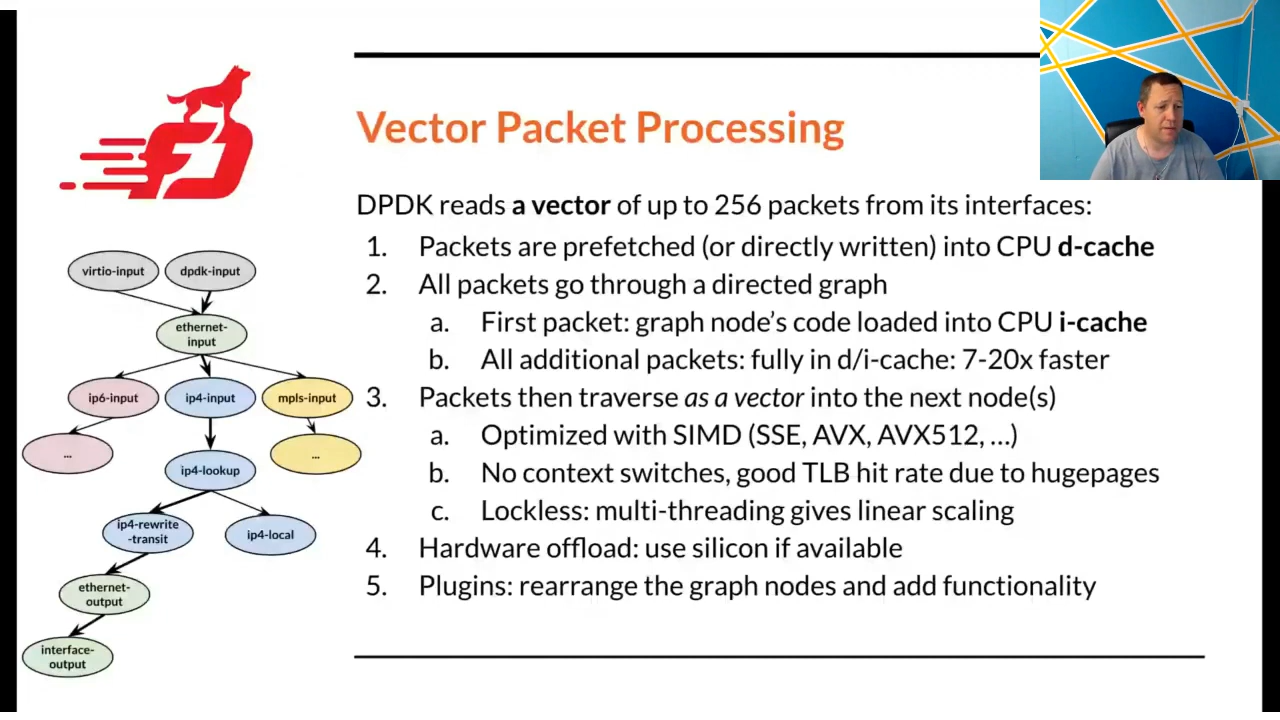 Vector Packet Processing
DPDK reads a vector of up to 256 packets from its interfaces:
1. Packets are prefetched (or directly written) into CPU d-cache
2. All packets go through a directed graph
a. First packet: graph node's code loaded into CPU i-cache
b. All additional packets: fully in d/i-cache: 7-20x faster
3. Packets then traverse as a vector into the next node(s)
a. Optimized with SIMD (SSE, AVX, AVX512, ...)
b. No context switches, good TLB hit rate due to hugepages
c. Lockless: multi-threading gives linear scaling
4. Hardware offload: use silicon if available
5. Plugins: rearrange the graph nodes and add functionality
virtio-input
dpdk-input
ethernet-
input
ip6-input
ip4-input
mpls-input
...
...
ip4-lookup
ip4-rewrite
-transit
ip4-local
ethernet-
output
interface-
output